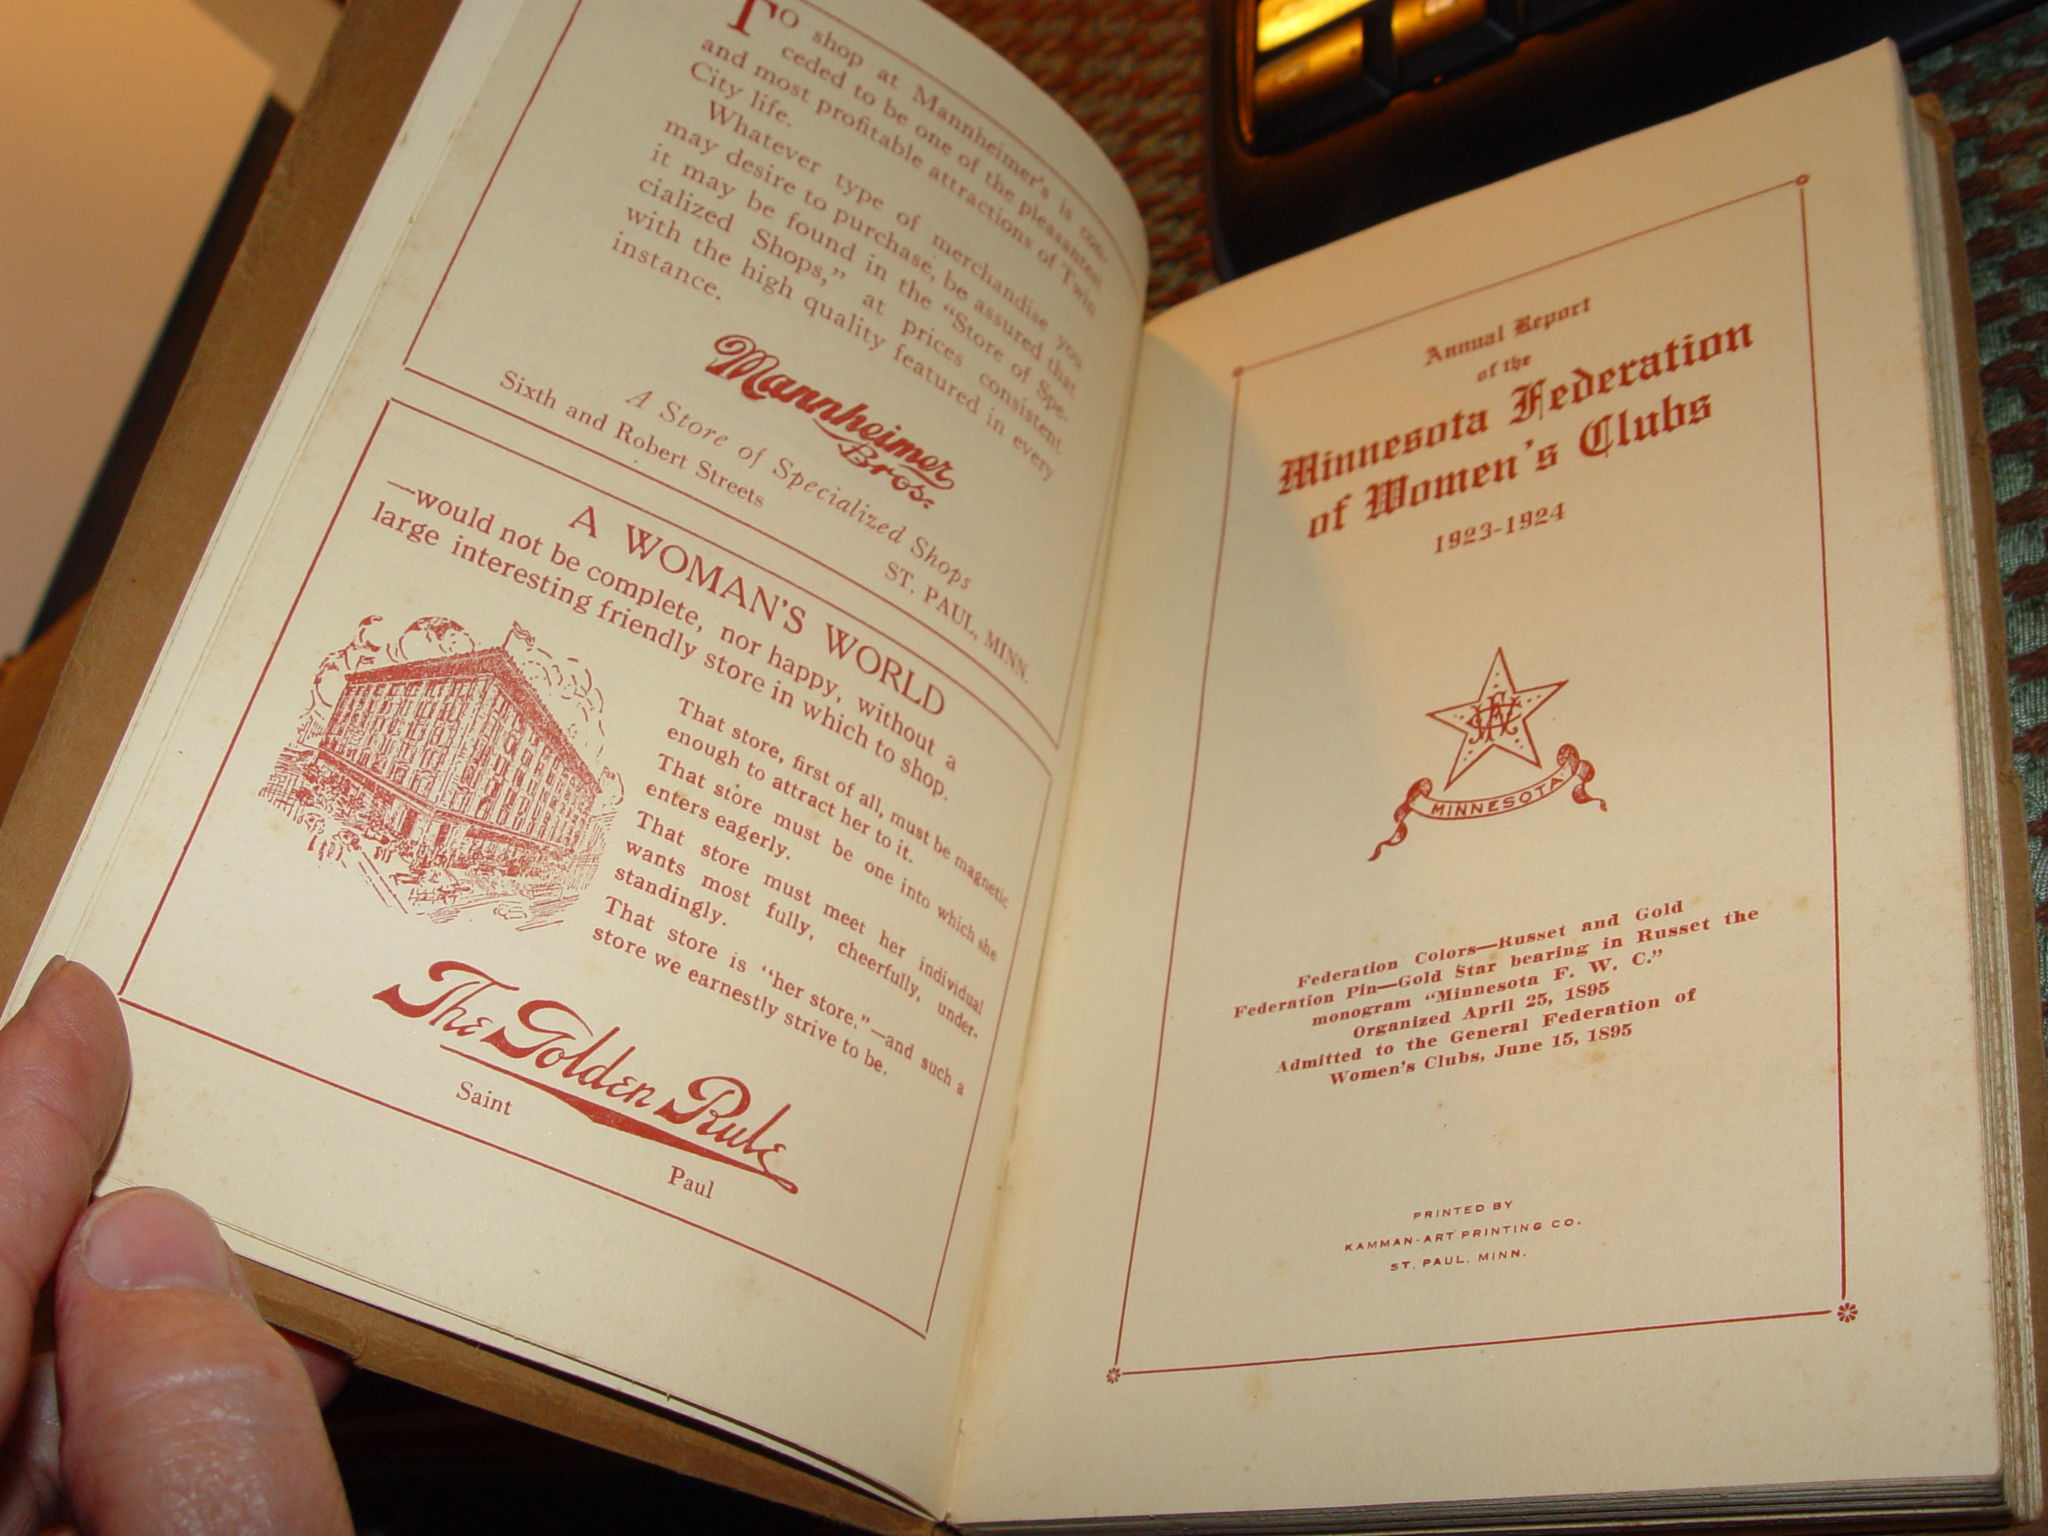 To shop at Mannheimer's is con-
ceded to be one of the pleasantest
and most profitable attractions of Twin
City life.
Whatever type of merchandise you
may desire to purchase, be assured that
it may be found in the "Store of Spe-
cialized Shops," at prices consistent
with the high quality featured in every
instance.
Mannheimer
Bros.
A Store of Specialized Shops
Sixth and Robert Streets
ST. PAUL, MINN.
A WOMAN'S WORLD
—would not be complete, nor happy, without a
large interesting friendly store in which to shop.
That store, first of all, must be magnetic
enough to attract her to it.
That store must be one into which she
enters eagerly.
That store must meet her individual
wants most fully, cheerfully, under-
standingly.
That store is "her store."—and such a
store we earnestly strive to be.
The Golden Rule
Saint
Paul
Annual Report
of the
Minnesota Federation
of Women's Clubs
1923-1924
MINNESOTA
Federation Colors—Russet and Gold
Federation Pin—Gold Star bearing in Russet the
monogram "Minnesota F. W. C."
Organized April 25, 1895
Admitted to the General Federation of
Women's Clubs, June 15, 1895
PRINTED BY
KAMMAN-ART PRINTING CO.
ST. PAUL, MINN.